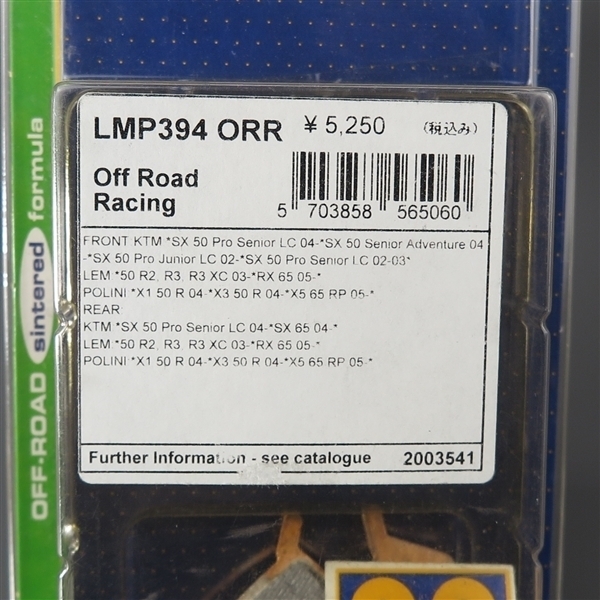 LMP394 ORR ¥ 5,250 (税込み)
Off Road
Racing
5 703858 565060
FRONT KTM *SX 50 Pro Senior LC 04-*SX 50 Senior Adventure 04
-*SX 50 Pro Junior LC 02-*SX 50 Pro Senior LC 02-03*
LEM *50 R2, R3, R3 XC 03-*RX 65 05-*
POLINI *X1 50 R 04-*X3 50 R 04-*X5 65 RP 05-*
REAR
KTM *SX 50 Pro Senior LC 04-*SX 65 04-*
LEM *50 R2, R3, R3 XC 03-*RX 65 05-*
POLINI *X1 50 R 04-*X3 50 R 04-*X5 65 RP 05-*
Further Information - see catalogue 2003541
OFF-ROAD sintered formula